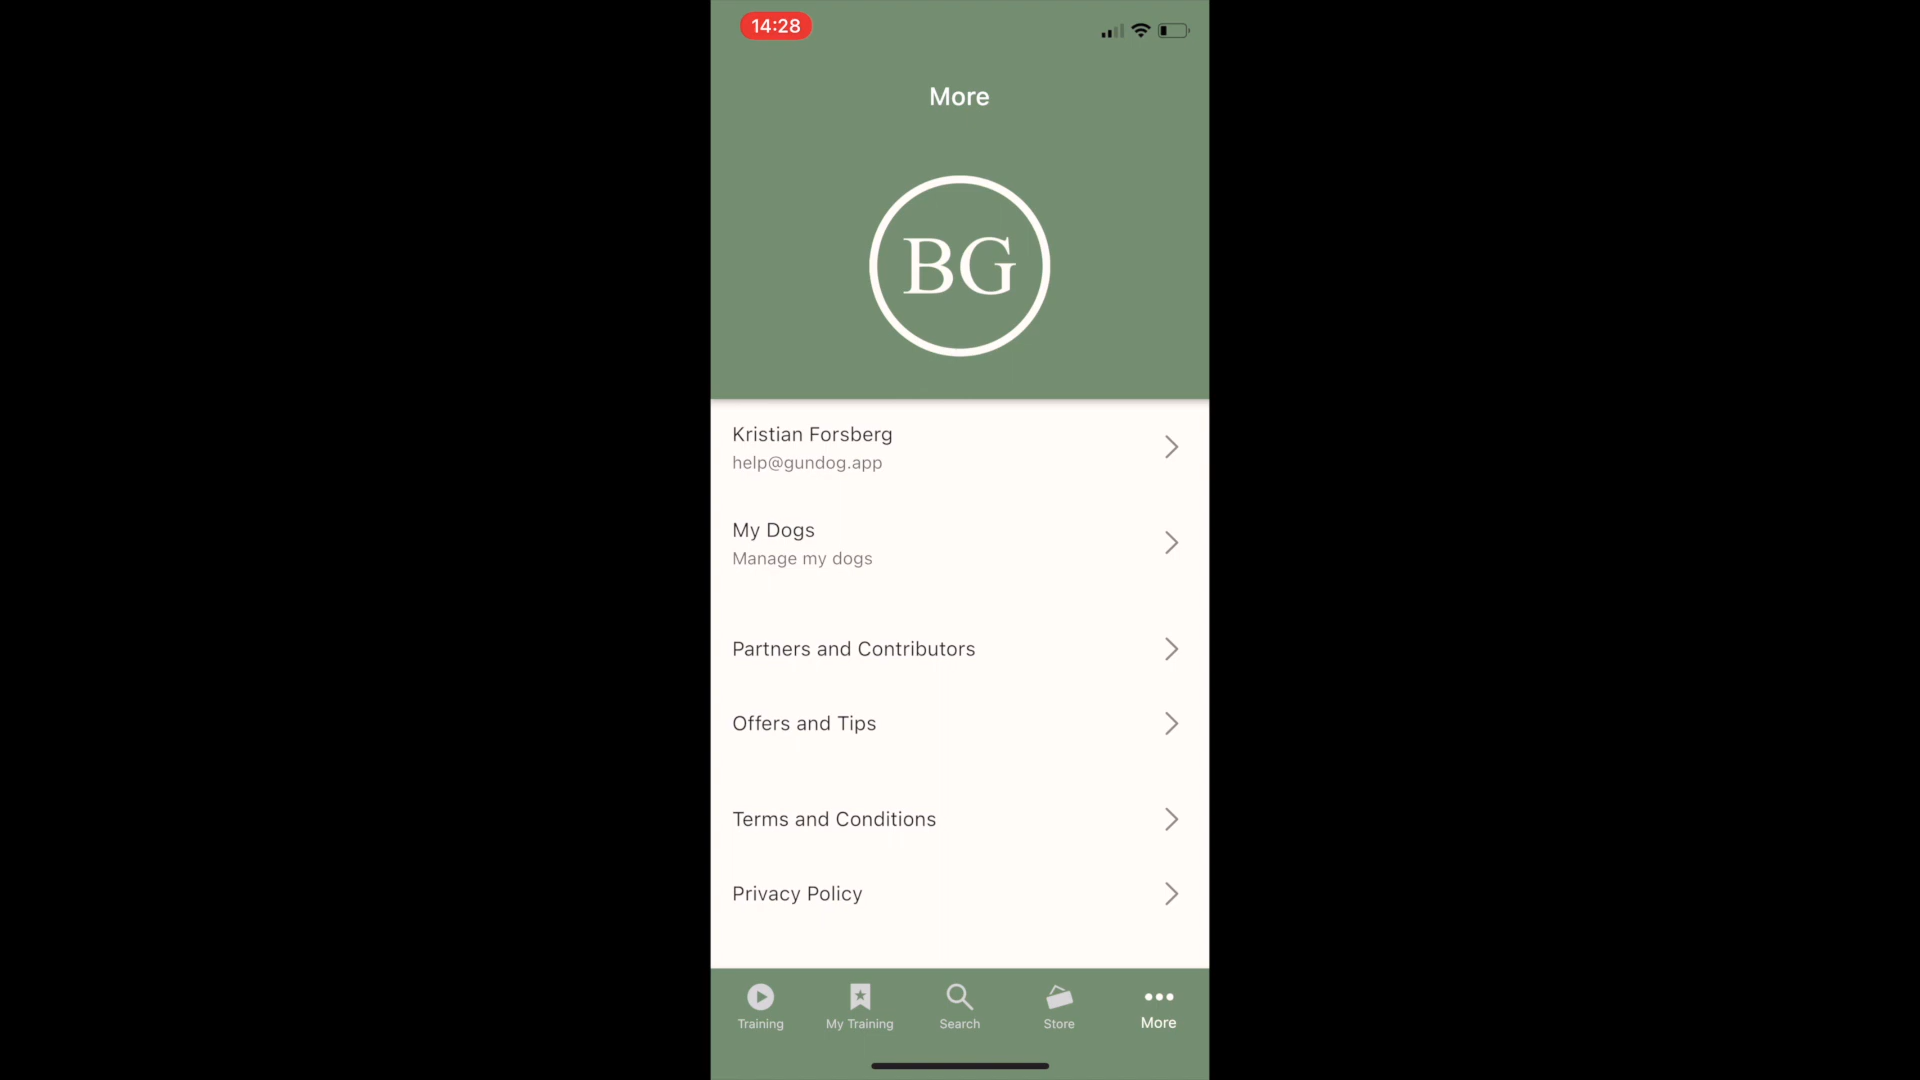 14:28
More
BG
Kristian Forsberg
help@gundog.app
My Dogs
Manage my dogs
Partners and Contributors
Offers and Tips
Terms and Conditions
Privacy Policy
Training
My Training
Search
Store
More